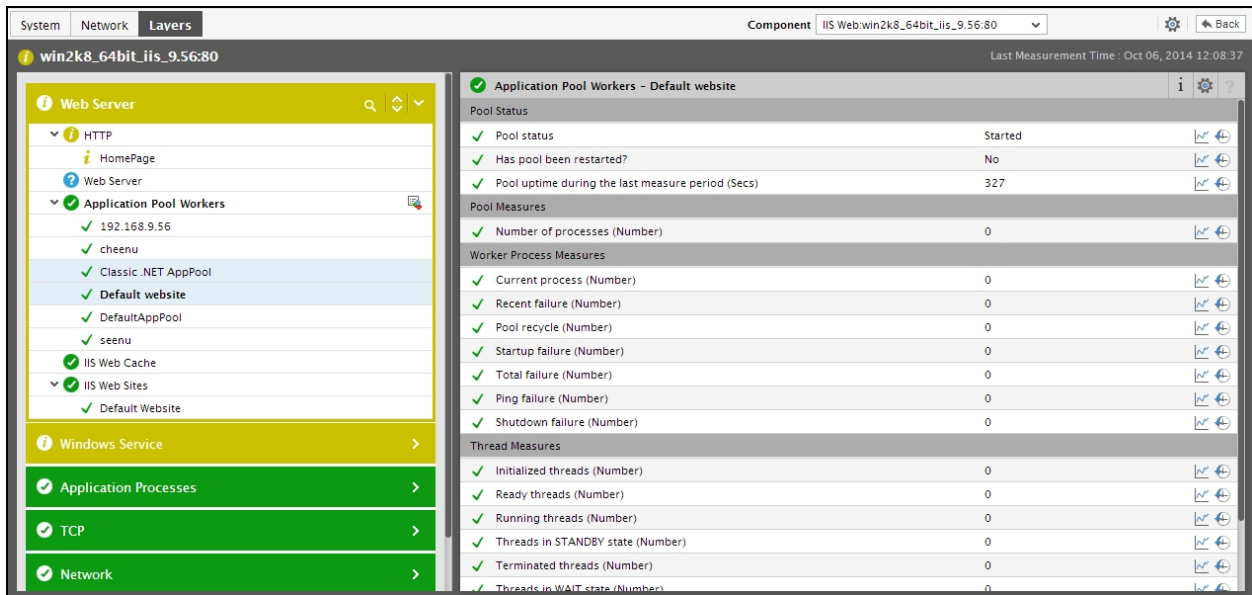 System Network Layers Component IIS Web:win2k8_64bit_iis_9.56:80 Back
win2k8_64bit_iis_9.56:80 Last Measurement Time : Oct 06, 2014 12:08:37
Web Server
HTTP
HomePage
Web Server
Application Pool Workers
192.168.9.56
cheenu
Classic .NET AppPool
Default website
DefaultAppPool
seenu
IIS Web Cache
IIS Web Sites
Default Website
Windows Service
Application Processes
TCP
Network
Application Pool Workers - Default website
Pool Status
Pool status Started
Has pool been restarted? No
Pool uptime during the last measure period (Secs) 327
Pool Measures
Number of processes (Number) 0
Worker Process Measures
Current process (Number) 0
Recent failure (Number) 0
Pool recycle (Number) 0
Startup failure (Number) 0
Total failure (Number) 0
Ping failure (Number) 0
Shutdown failure (Number) 0
Thread Measures
Initialized threads (Number) 0
Ready threads (Number) 0
Running threads (Number) 0
Threads in STANDBY state (Number) 0
Terminated threads (Number) 0
Threads in WAIT state (Number) 0